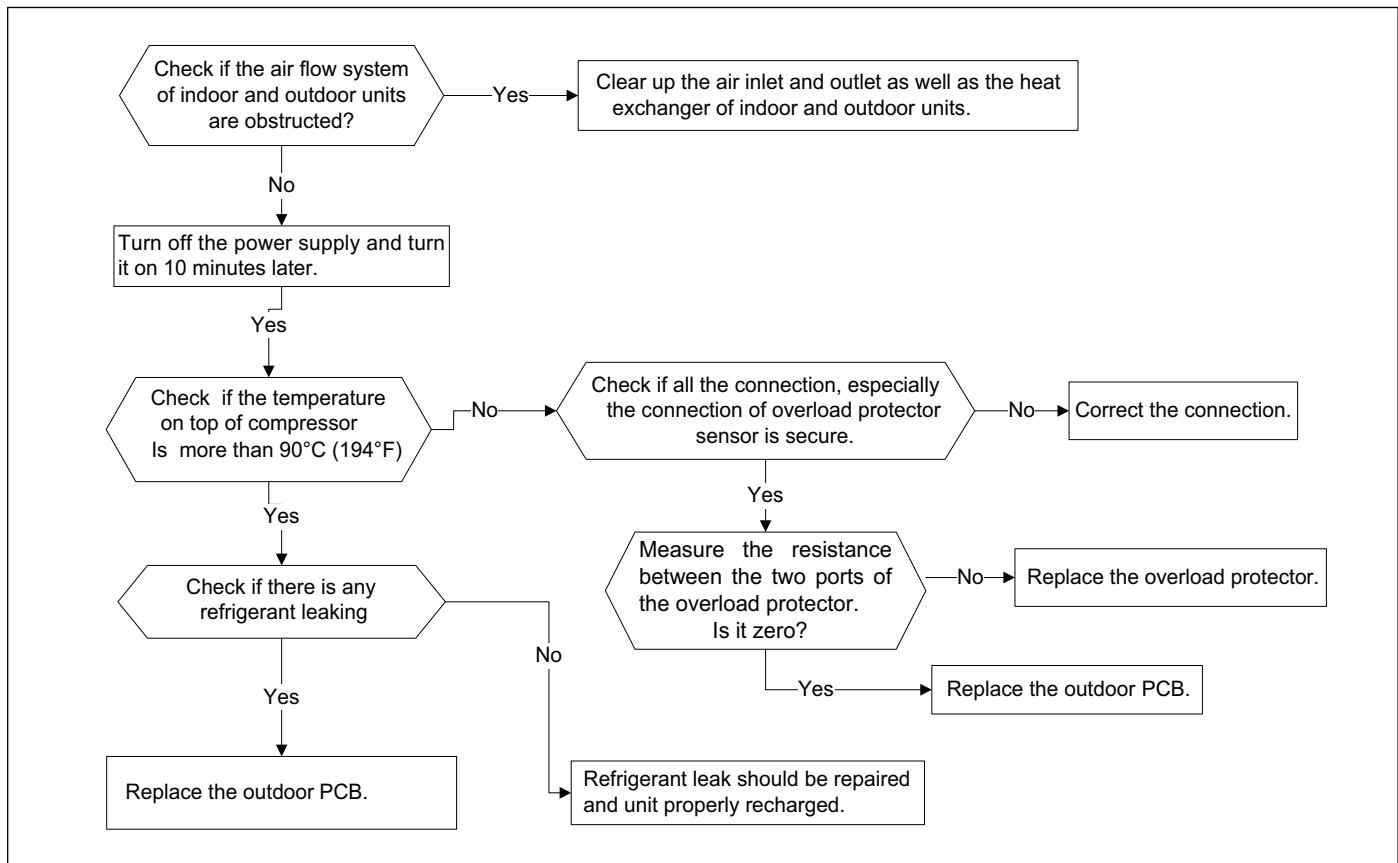 Check if the air flow system
of indoor and outdoor units
are obstructed?
Yes
Clear up the air inlet and outlet as well as the heat
exchanger of indoor and outdoor units.
No
Turn off the power supply and turn
it on 10 minutes later.
Yes
Check if the temperature
on top of compressor
Is more than 90°C (194°F)
No
Check if all the connection, especially
the connection of overload protector
sensor is secure.
No
Correct the connection.
Yes
Yes
Measure the resistance
between the two ports of
the overload protector.
Is it zero?
No
Replace the overload protector.
Check if there is any
refrigerant leaking
No
Yes
Replace the outdoor PCB.
Yes
Replace the outdoor PCB.
Refrigerant leak should be repaired
and unit properly recharged.